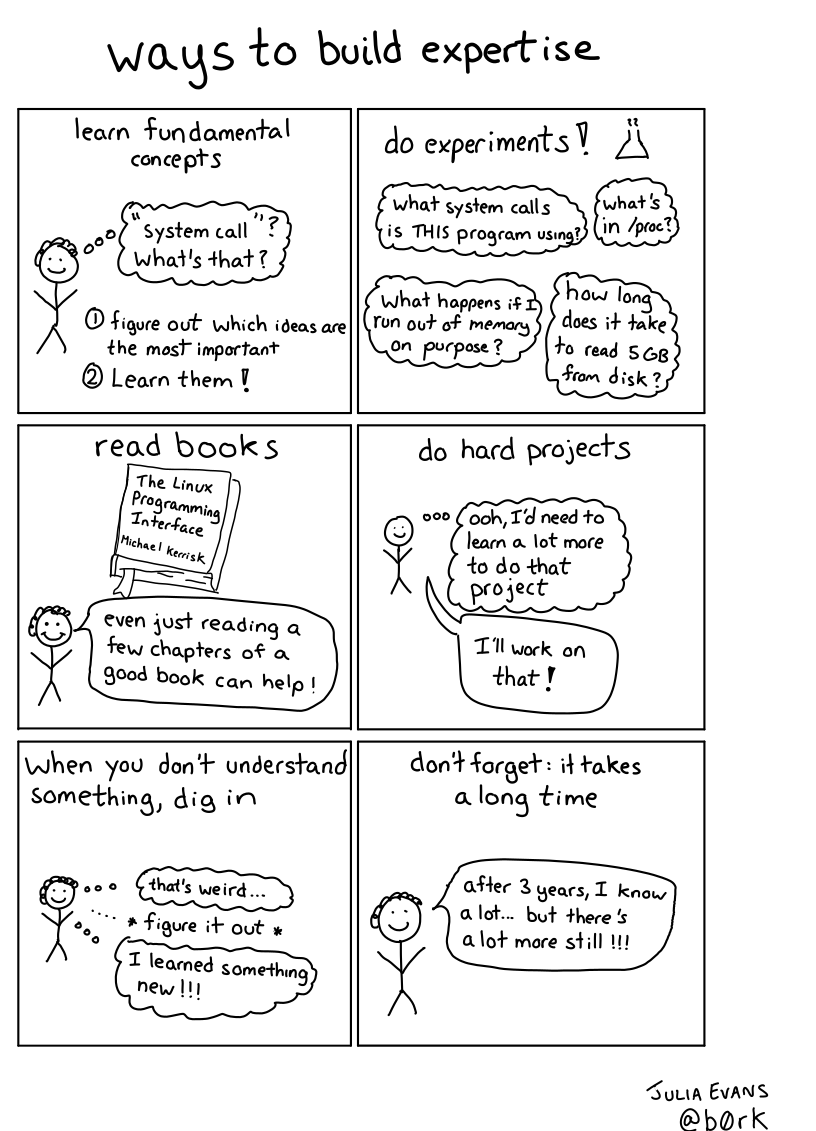 ways to build expertise
learn fundamental
concepts
"System call"?
What's that?
① figure out which ideas are
the most important
② Learn them!
do experiments!
what system calls
is THIS program using?
what's
in /proc?
What happens if I
run out of memory
on purpose?
how long
does it take
to read 5GB
from disk?
read books
The Linux
Programming
Interface
Michael Kerrisk
even just reading a
few chapters of a
good book can help!
do hard projects
ooh, I'd need to
learn a lot more
to do that
project
I'll work on
that!
When you don't understand
something, dig in
that's weird...
* figure it out *
I learned something
new!!!
don't forget: it takes
a long time
after 3 years, I know
a lot... but there's
a lot more still!!!
JULIA EVANS
@b0rk